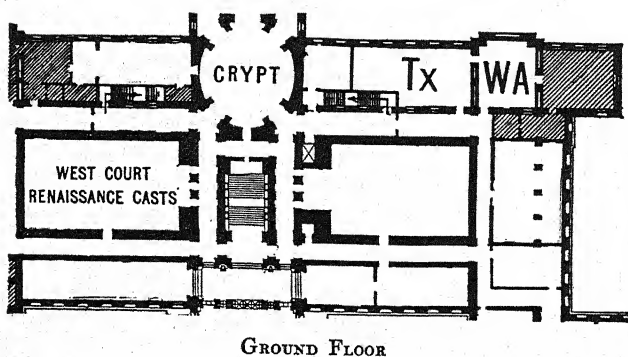 CRYPT
Tx
WA
WEST COURT
RENAISSANCE CASTS
GROUND FLOOR